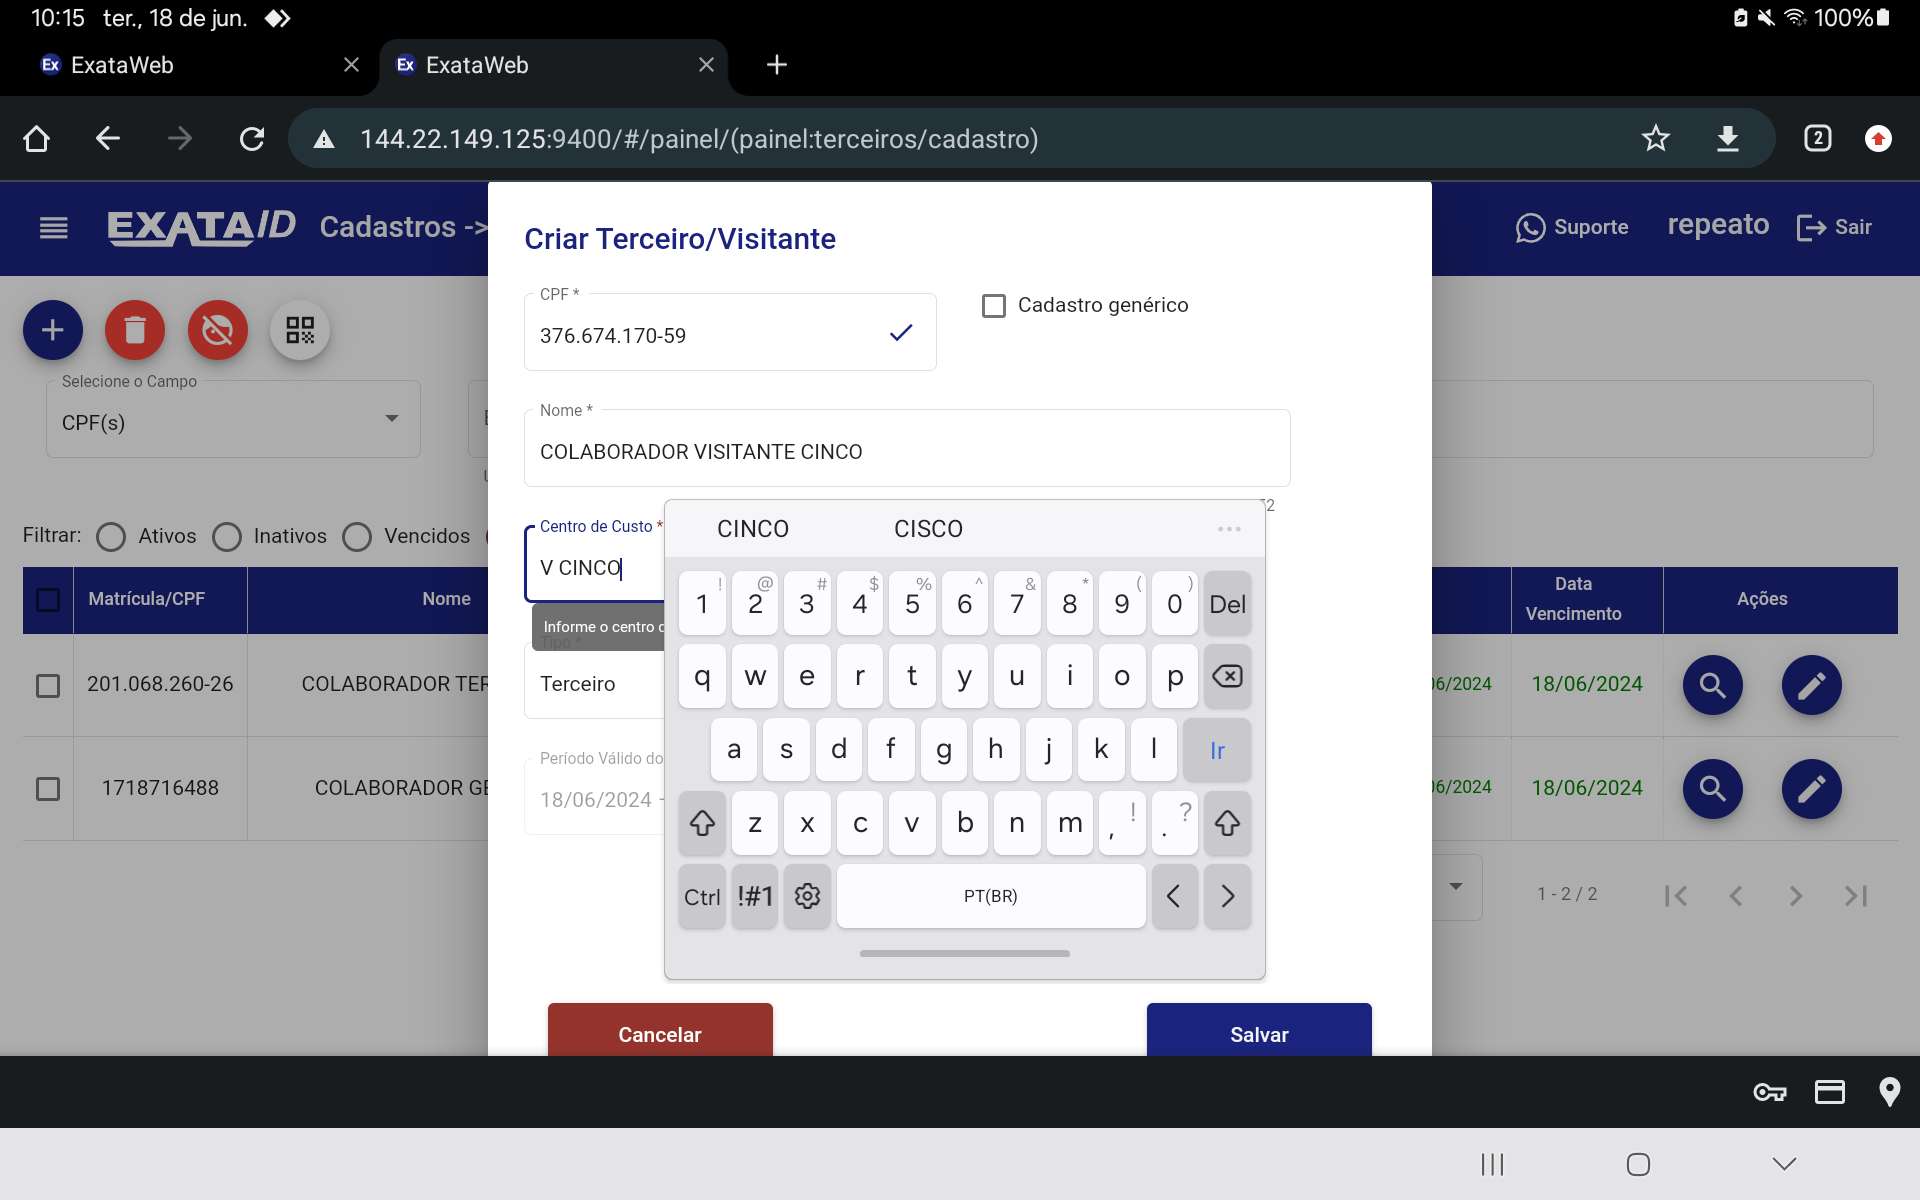 10:15 ter., 18 de jun.
100%
Ex ExataWeb
Ex ExataWeb
144.22.149.125:9400/#/painel/(painel:terceiros/cadastro)
2
EXATAID Cadastros ->
Suporte
repeato
Sair
Criar Terceiro/Visitante
CPF *
376.674.170-59
Cadastro genérico
Selecione o Campo
CPF(s)
Nome *
COLABORADOR VISITANTE CINCO
Centro de Custo *
V CINCO
Informe o centro
Tipo *
Terceiro
Período Válido do
18/06/2024 -
Filtrar: Ativos Inativos Vencidos
Matrícula/CPF Nome
Data
Vencimento
Ações
201.068.260-26 COLABORADOR TER
06/2024 18/06/2024
1718716488 COLABORADOR GE
06/2024 18/06/2024
1 - 2 / 2
CINCO CISCO
! @ # $ % ^ & * ( )
1 2 3 4 5 6 7 8 9 0 Del
q w e r t y u i o p
a s d f g h j k l Ir
z x c v b n m , ! . ?
Ctrl !#1 PT(BR) < >
Cancelar
Salvar